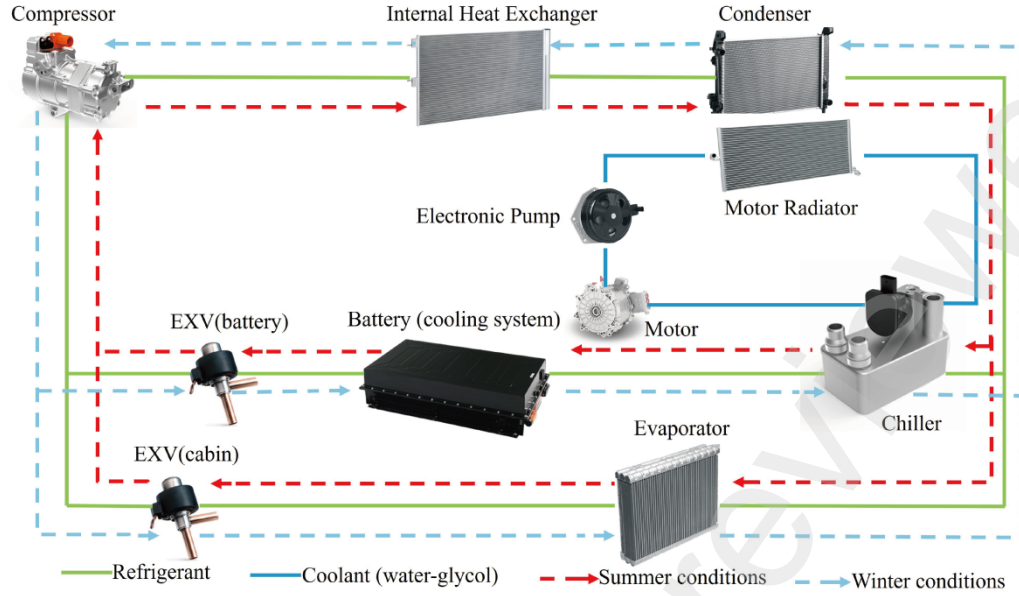 Compressor
Internal Heat Exchanger
Condenser
Electronic Pump
Motor Radiator
EXV(battery)
Battery (cooling system)
Motor
Chiller
EXV(cabin)
Evaporator
Refrigerant
Coolant (water-glycol)
Summer conditions
Winter conditions